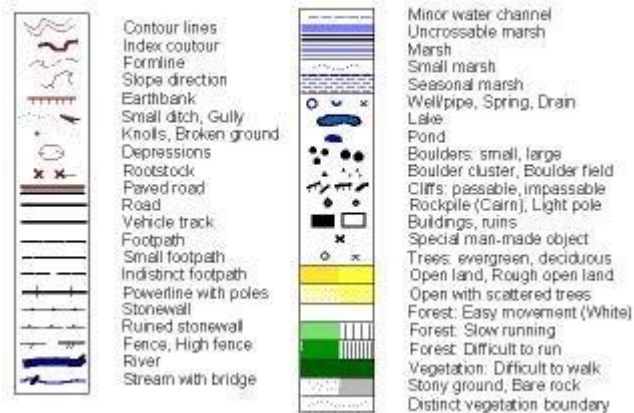 Contour lines
Index coutour
Formline
Slope direction
Earthbank
Small ditch, Gully
Knolls, Broken ground
Depressions
Rootstock
Paved road
Road
Vehicle track
Footpath
Small footpath
Indistinct footpath
Powerline with poles
Stonewall
Ruined stonewall
Fence, High fence
River
Stream with bridge
Minor water channel
Uncrossable marsh
Marsh
Small marsh
Seasonal marsh
Well/pipe, Spring, Drain
Lake
Pond
Boulders: small, large
Boulder cluster, Boulder field
Cliffs: passable, impassable
Rockpile (Cairn), Light pole
Buildings, ruins
Special man-made object
Trees: evergreen, deciduous
Open land, Rough open land
Open with scattered trees
Forest: Easy movement (White)
Forest: Slow running
Forest: Difficult to run
Vegetation: Difficult to walk
Stony ground, Bare rock
Distinct vegetation boundary